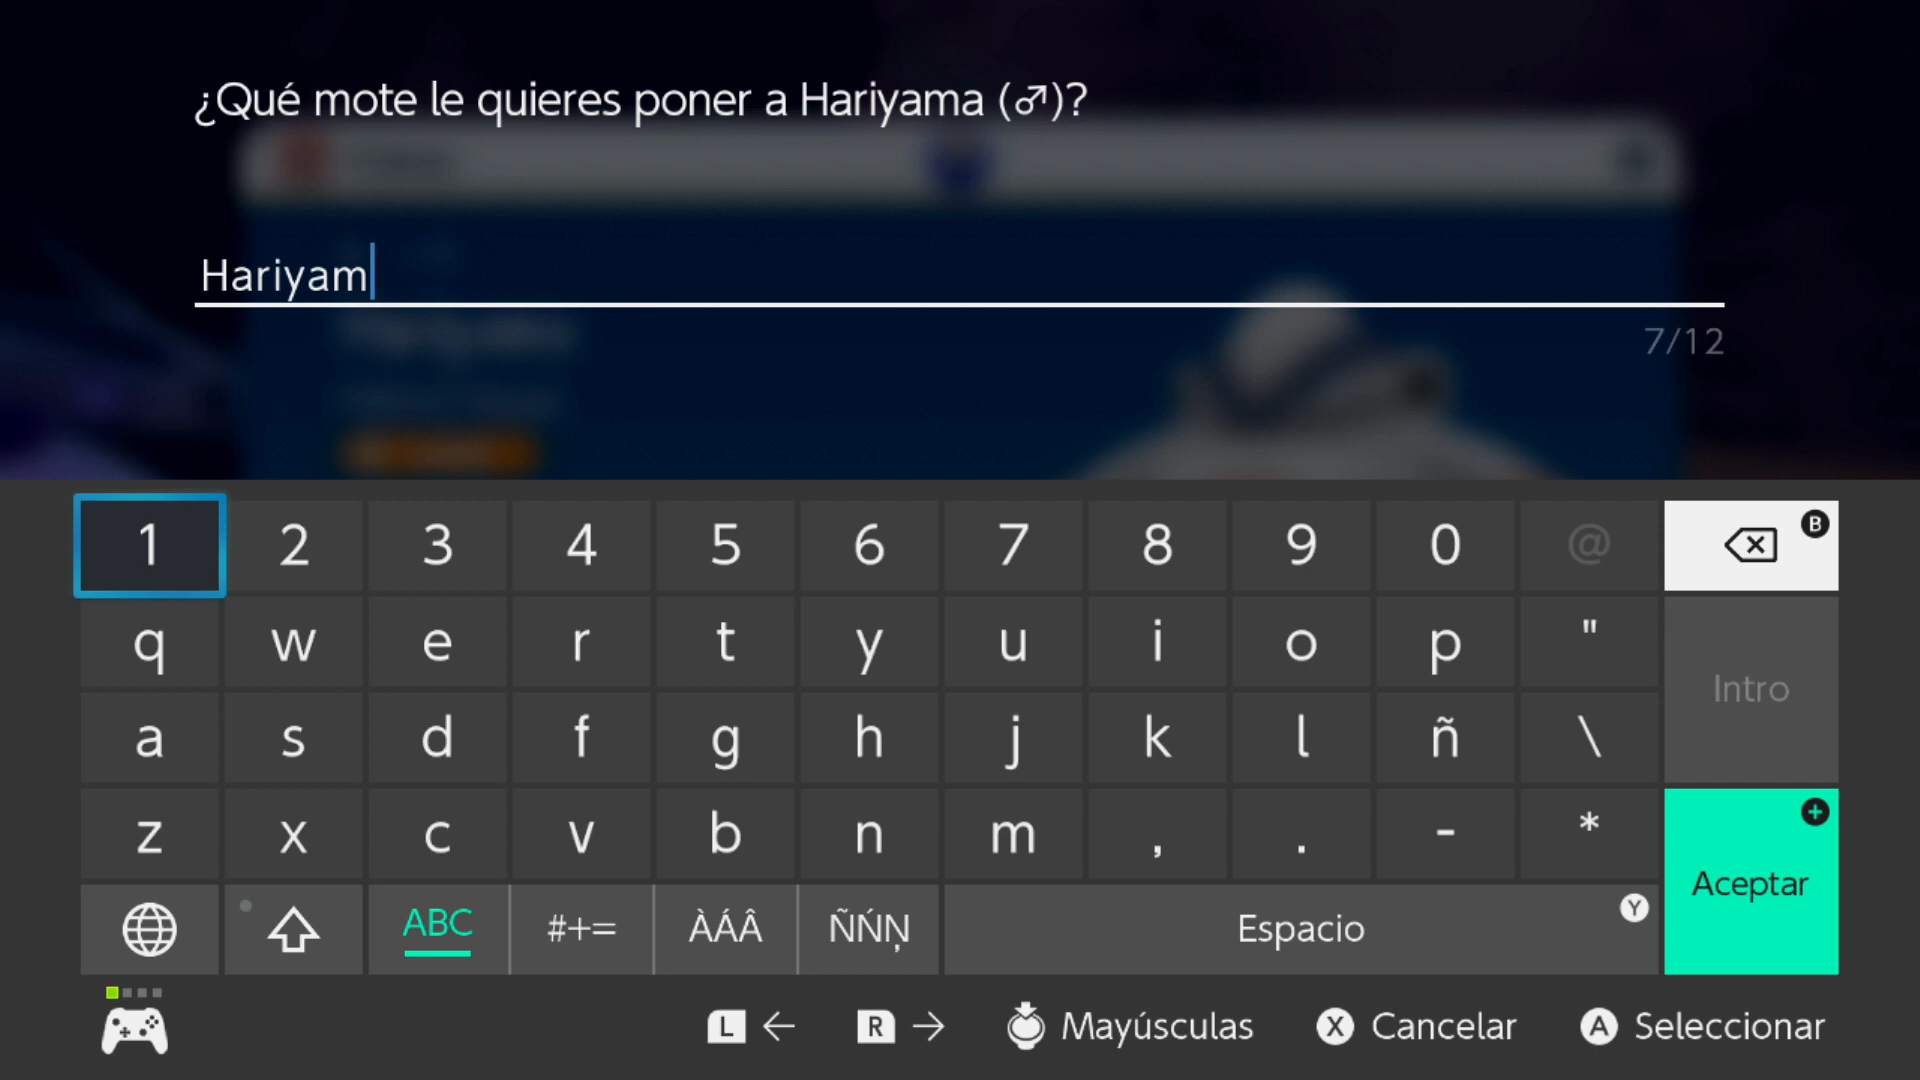 ¿Qué mote le quieres poner a Hariyama (♂)?
Hariyam
7/12
1 2 3 4 5 6 7 8 9 0 @ B
q w e r t y u i o p "
Intro
a s d f g h j k l ñ \
z x c v b n m , . - * +
Aceptar
ABC #+= ÀÁÂ ÑŃŅ Espacio Y
L ← R → Mayúsculas X Cancelar A Seleccionar